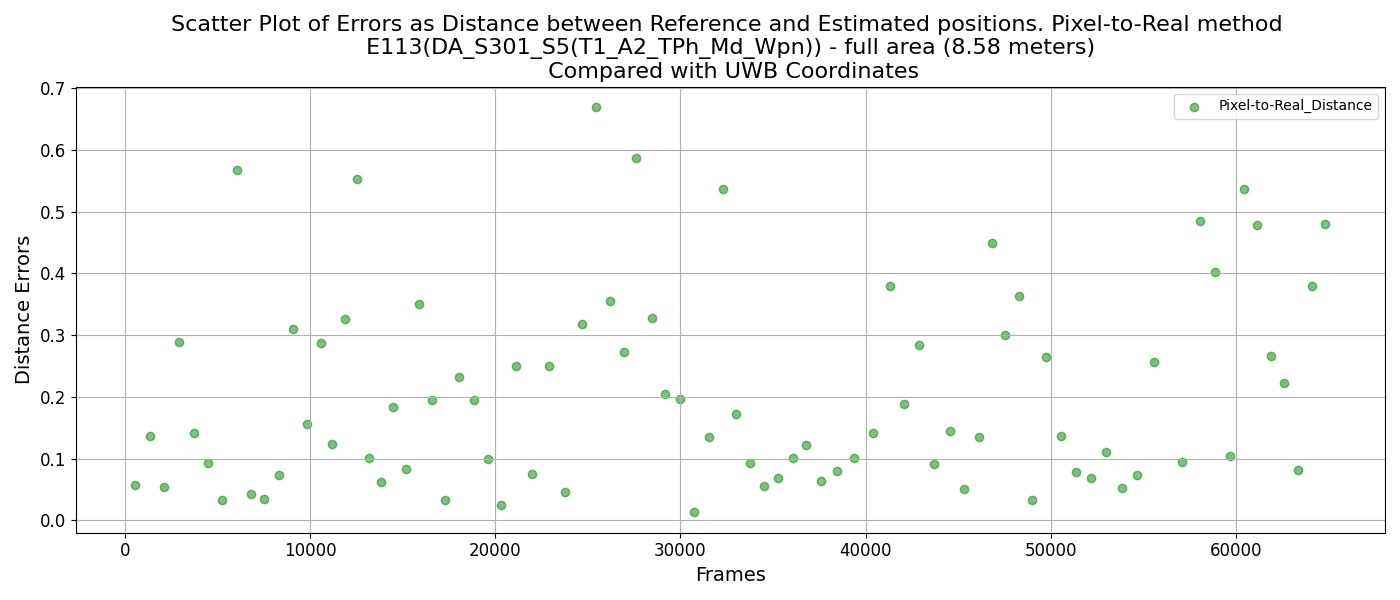 Scatter Plot of Errors as Distance between Reference and Estimated positions. Pixel-to-Real method
E113(DA_S301_S5(T1_A2_TPh_Md_Wpn)) - full area (8.58 meters)
Compared with UWB Coordinates
Pixel-to-Real_Distance
Distance Errors
0.7
0.6
0.5
0.4
0.3
0.2
0.1
0.0
0 10000 20000 30000 40000 50000 60000
Frames